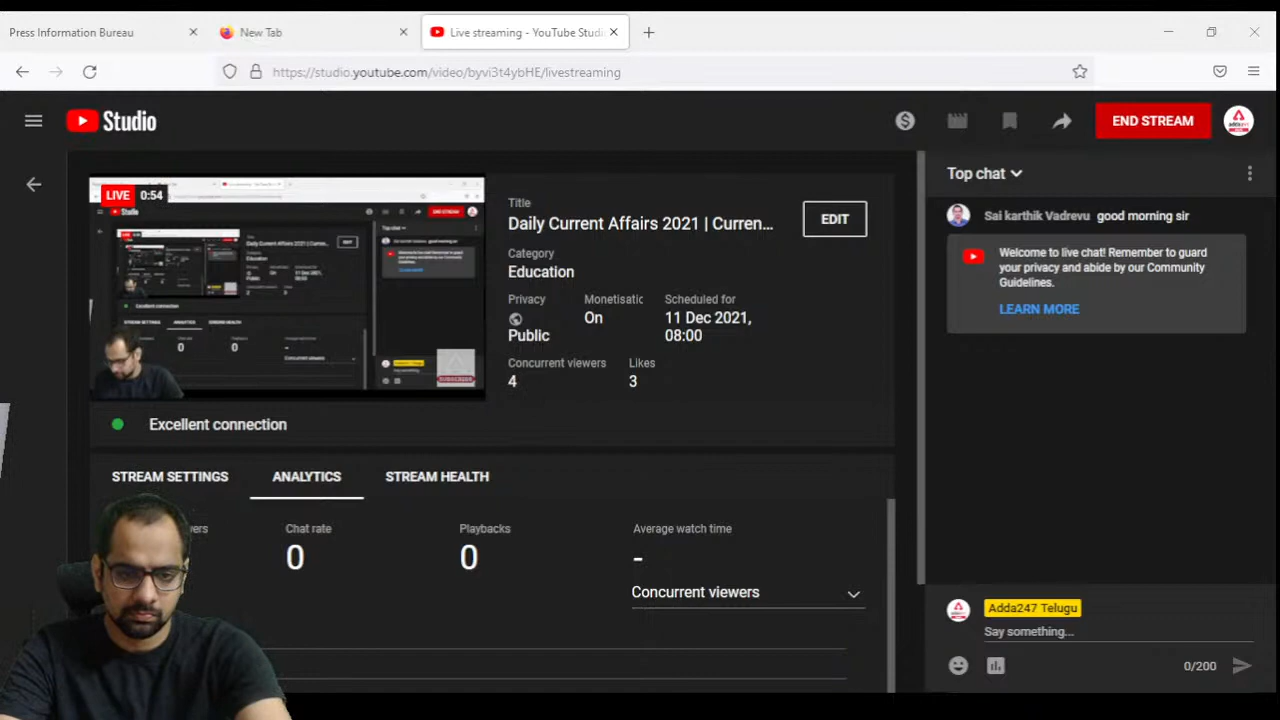 Press Information Bureau
New Tab
Live streaming - YouTube Studi
https://studio.youtube.com/video/byvi3t4ybHE/livestreaming
Studio
END STREAM
LIVE 0:54
Title
Daily Current Affairs 2021 | Curren...
EDIT
Category
Education
Privacy
Public
Monetisatic
On
Scheduled for
11 Dec 2021,
08:00
Concurrent viewers
4
Likes
3
Excellent connection
STREAM SETTINGS
ANALYTICS
STREAM HEALTH
Chat rate
0
Playbacks
0
Average watch time
-
Concurrent viewers
Top chat
Sai karthik Vadrevu good morning sir
Welcome to live chat! Remember to guard
your privacy and abide by our Community
Guidelines.
LEARN MORE
Adda247 Telugu
Say something...
0/200